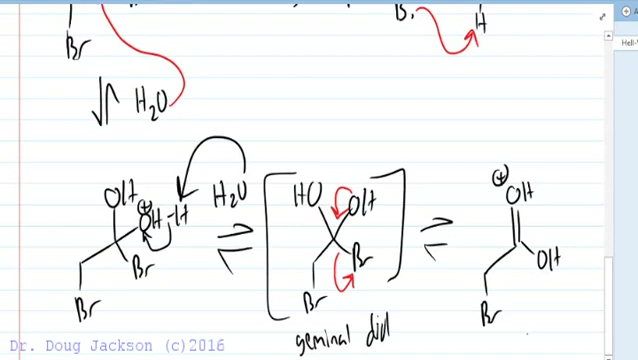 B: H
Br
H₂O
OH ⊕ OH -H H₂O HO OH ⊕ OH
Br Br OH
Br Br Br
geminal diol
Dr. Doug Jackson (c)2016
Hell-V